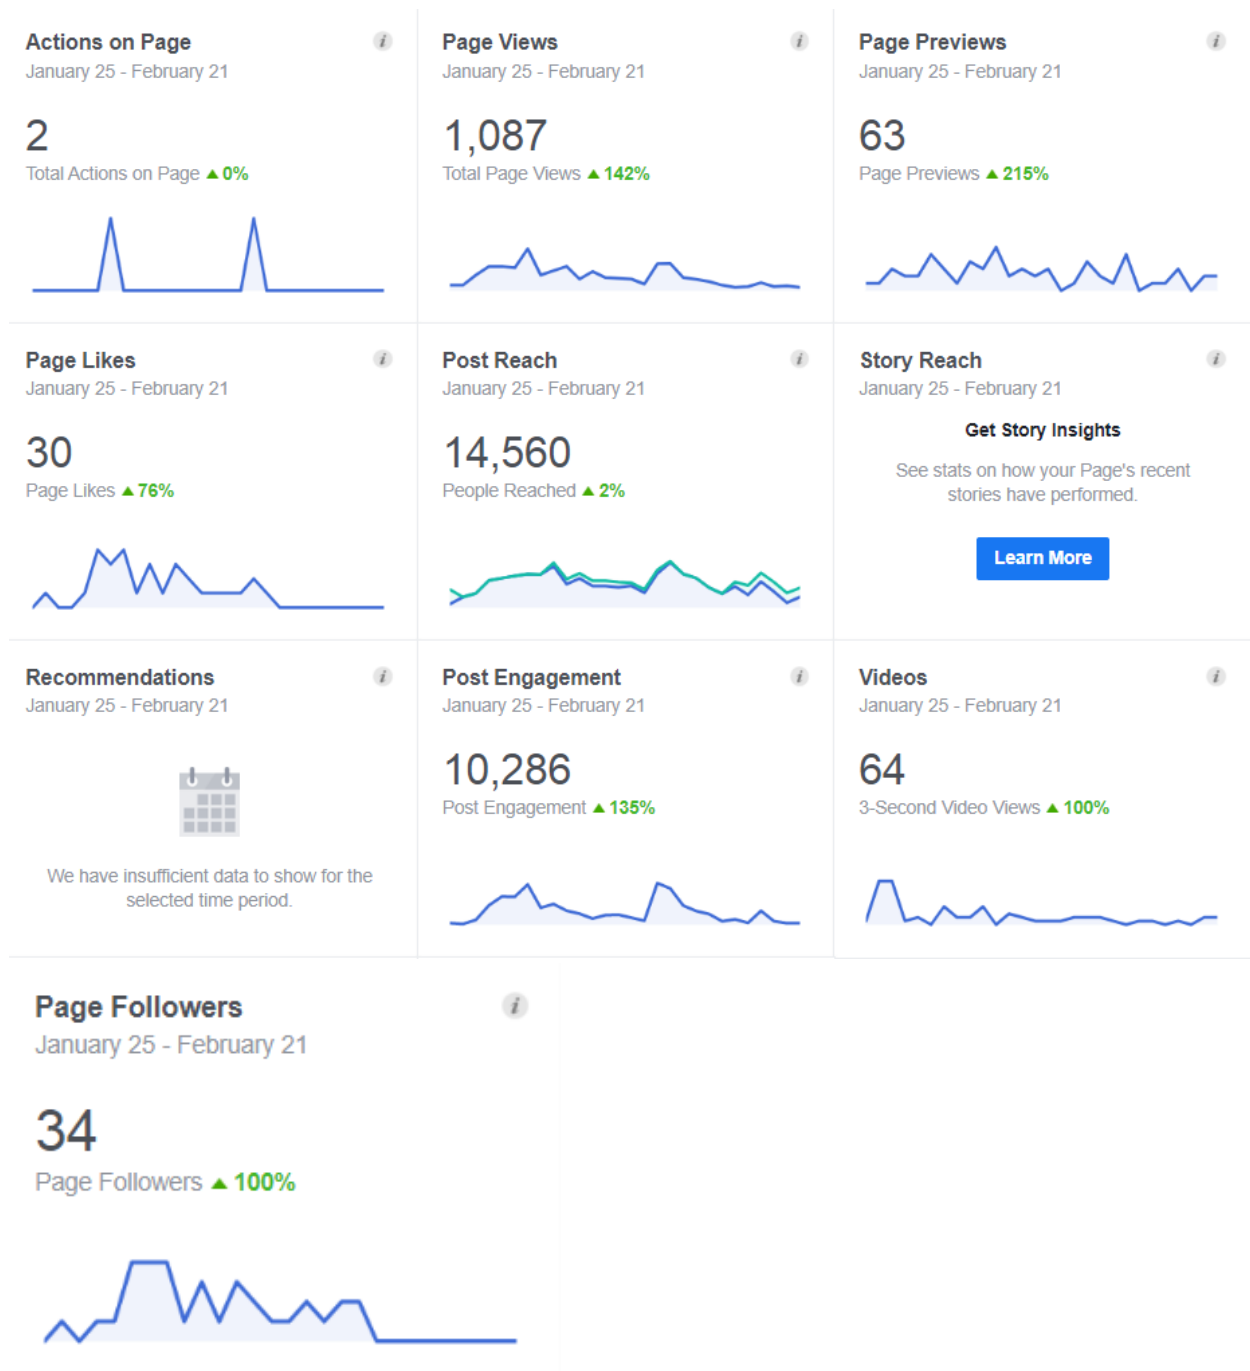 Actions on Page
January 25 - February 21
2
Total Actions on Page ▲ 0%
Page Views
January 25 - February 21
1,087
Total Page Views ▲ 142%
Page Previews
January 25 - February 21
63
Page Previews ▲ 215%
Page Likes
January 25 - February 21
30
Page Likes ▲ 76%
Post Reach
January 25 - February 21
14,560
People Reached ▲ 2%
Story Reach
January 25 - February 21
Get Story Insights
See stats on how your Page's recent
stories have performed.
Learn More
Recommendations
January 25 - February 21
We have insufficient data to show for the
selected time period.
Post Engagement
January 25 - February 21
10,286
Post Engagement ▲ 135%
Videos
January 25 - February 21
64
3-Second Video Views ▲ 100%
Page Followers
January 25 - February 21
34
Page Followers ▲ 100%